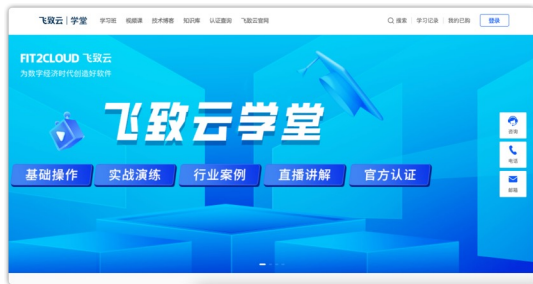 飞致云 | 学堂 学习班 视频课 技术博客 知识库 认证查询 飞致云官网 搜索 学习记录 我的已购 登录
FIT2CLOUD 飞致云
为数字经济时代创造好软件
飞致云学堂
基础操作 实战演练 行业案例 直播讲解 官方认证
咨询
电话
邮箱